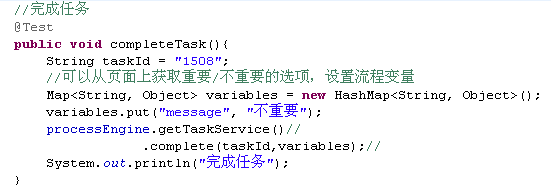 //完成任务
@Test
public void completeTask(){
    String taskId = "1508";
    //可以从页面上获取重要/不重要的选项，设置流程变量
    Map<String, Object> variables = new HashMap<String, Object>();
    variables.put("message", "不重要");
    processEngine.getTaskService()//
                .complete(taskId,variables);//
    System.out.println("完成任务");
}